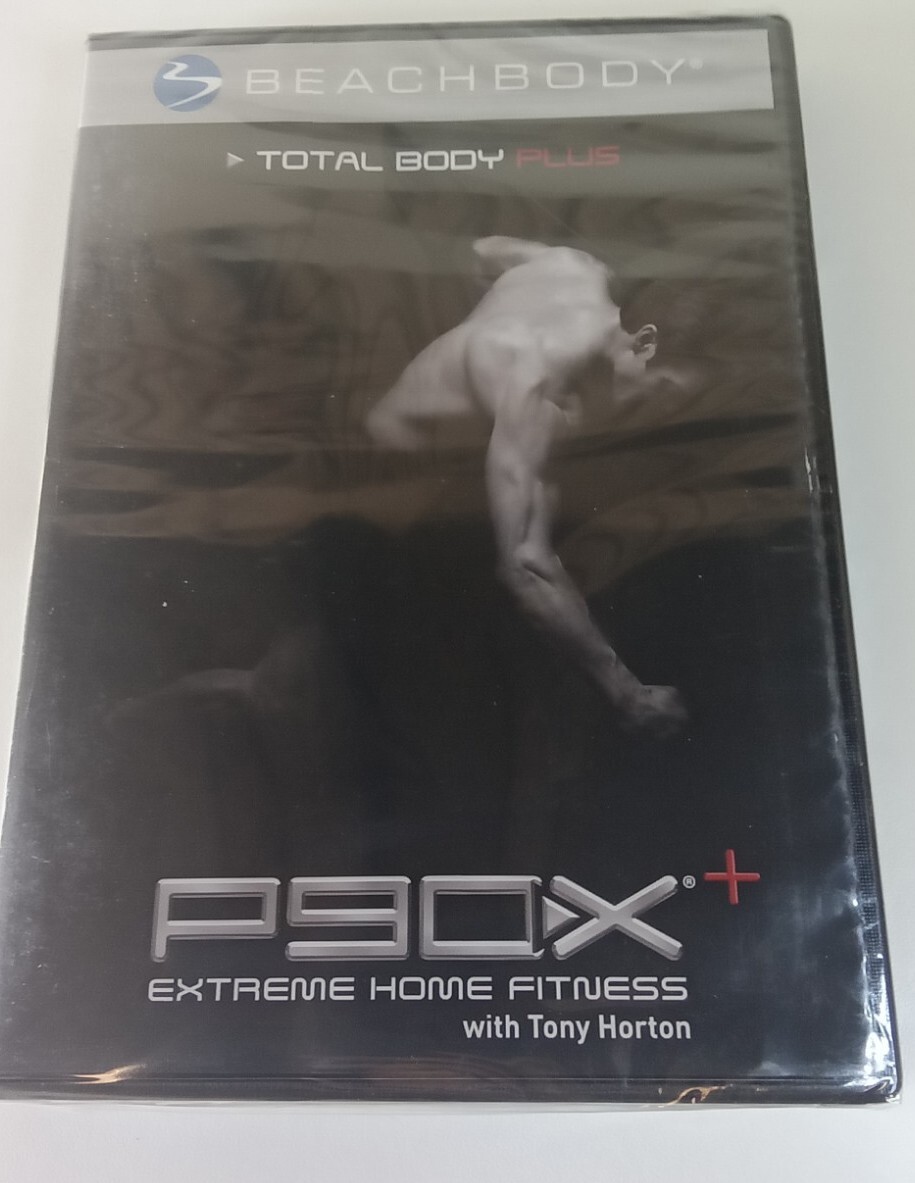 BEACHBODY®
TOTAL BODY PLUS
P90X®+
EXTREME HOME FITNESS
with Tony Horton